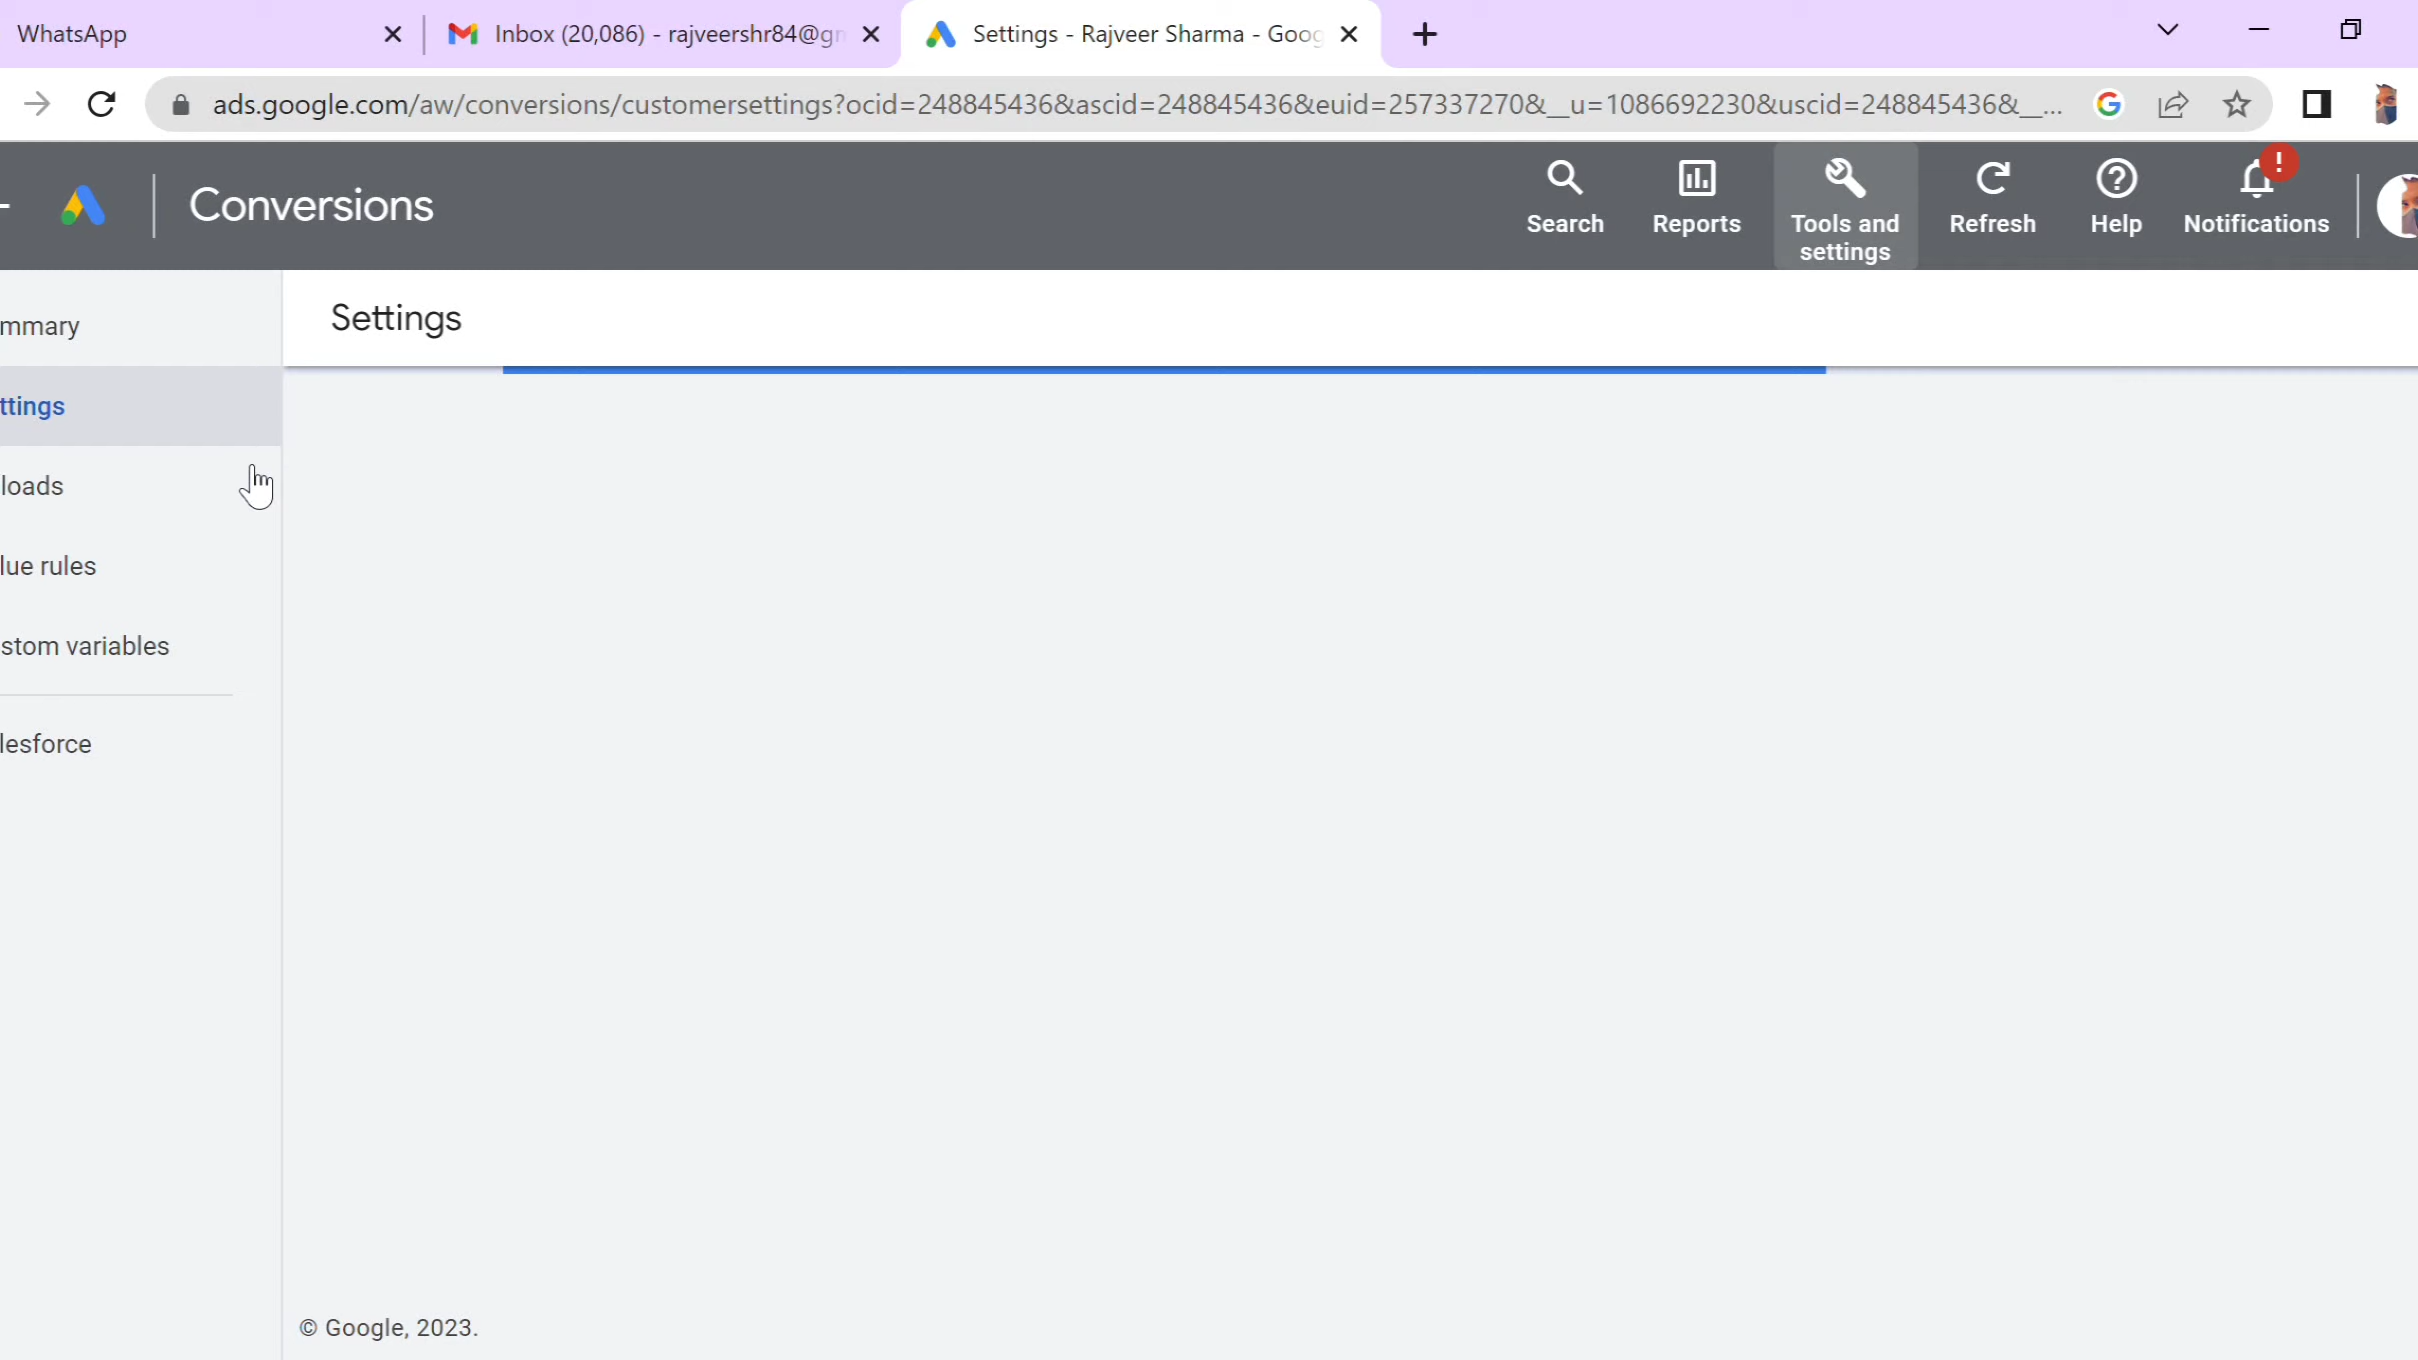 WhatsApp
Inbox (20,086) - rajveershr84@g
Settings - Rajveer Sharma - Goog
ads.google.com/aw/conversions/customersettings?ocid=248845436&ascid=248845436&euid=257337270&__u=1086692230&uscid=248845436&__...
Conversions
Search
Reports
Tools and
settings
Refresh
Help
Notifications
Settings
mmary
ttings
loads
lue rules
stom variables
lesforce
© Google, 2023.